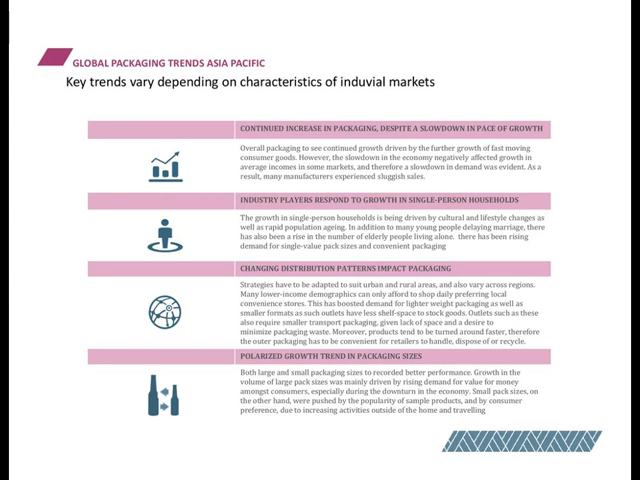 GLOBAL PACKAGING TRENDS ASIA PACIFIC
Key trends vary depending on characteristics of induvial markets
CONTINUED INCREASE IN PACKAGING, DESPITE A SLOWDOWN IN PACE OF GROWTH
Overall packaging to see continued growth driven by the further growth of fast moving
consumer goods. However, the slowdown in the economy negatively affected growth in
average incomes in some markets, and therefore a slowdown in demand was evident. As a
result, many manufacturers experienced sluggish sales.
INDUSTRY PLAYERS RESPOND TO GROWTH IN SINGLE-PERSON HOUSEHOLDS
The growth in single-person households is being driven by cultural and lifestyle changes as
well as rapid population ageing. In addition to many young people delaying marriage, there
has also been a rise in the number of elderly people living alone. there has been rising
demand for single-value pack sizes and convenient packaging
CHANGING DISTRIBUTION PATTERNS IMPACT PACKAGING
Strategies have to be adapted to suit urban and rural areas, and also vary across regions.
Many lower-income demographics can only afford to shop daily preferring local
convenience stores. This has boosted demand for lighter weight packaging as well as
smaller formats as such outlets have less shelf-space to stock goods. Outlets such as these
also require smaller transport packaging, given lack of space and a desire to
minimize packaging waste. Moreover, products tend to be turned around faster, therefore
the outer packaging has to be convenient for retailers to handle, dispose of or recycle.
POLARIZED GROWTH TREND IN PACKAGING SIZES
Both large and small packaging sizes to recorded better performance. Growth in the
volume of large pack sizes was mainly driven by rising demand for value for money
amongst consumers, especially during the downturn in the economy. Small pack sizes, on
the other hand, were pushed by the popularity of sample products, and by consumer
preference, due to increasing activities outside of the home and travelling